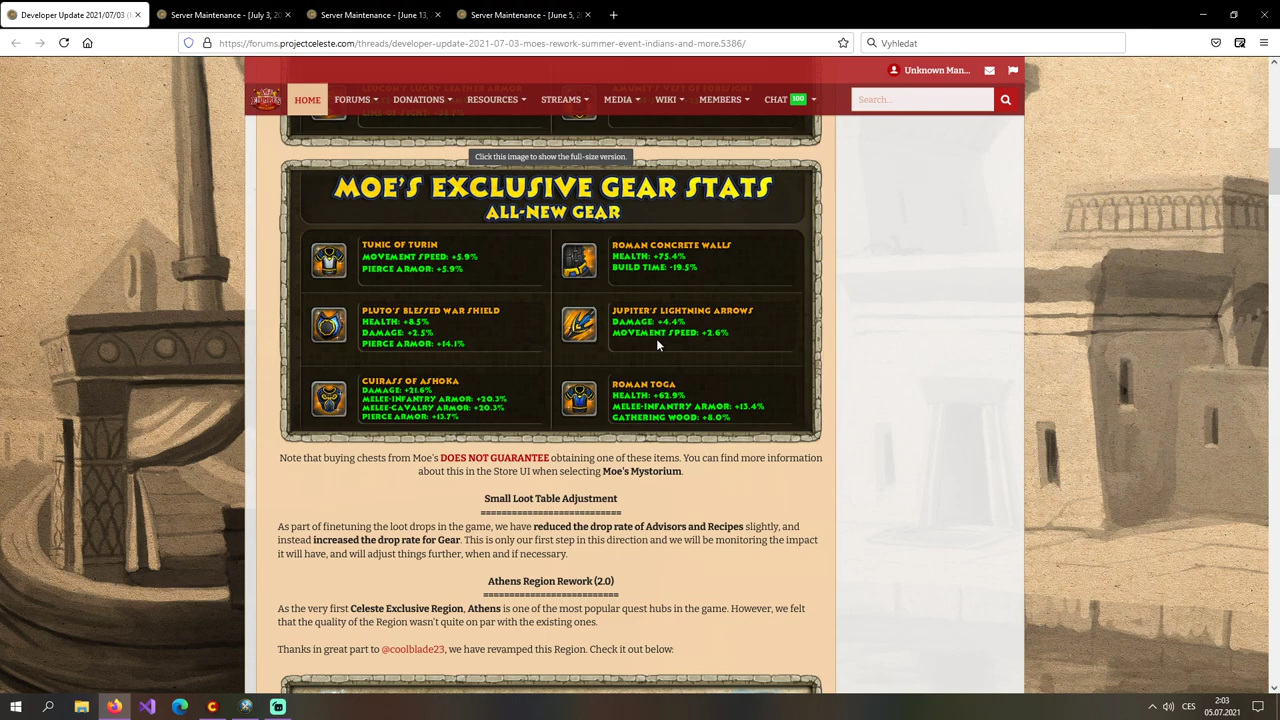 Developer Update 2021/07/03 (
Server Maintenance - [July 3, 20
Server Maintenance - [June 13,
Server Maintenance - [June 5, 20
https://forums.projectceleste.com/threads/developer-update-2021-07-03-moes-rework-summer-event-indians-and-more.5386/
Vyhledat
Unknown Man...
HOME FORUMS DONATIONS RESOURCES STREAMS MEDIA WIKI MEMBERS CHAT 100
Search...
Click this image to show the full-size version.
MOE'S EXCLUSIVE GEAR STATS
ALL-NEW GEAR
TUNIC OF TURIN
MOVEMENT SPEED: +5.9%
PIERCE ARMOR: +5.9%
ROMAN CONCRETE WALLS
HEALTH: +75.4%
BUILD TIME: -19.5%
PLUTO'S BLESSED WAR SHIELD
HEALTH: +8.5%
DAMAGE: +2.5%
PIERCE ARMOR: +14.1%
JUPITER'S LIGHTNING ARROWS
DAMAGE: +4.4%
MOVEMENT SPEED: +2.6%
CUIRASS OF ASHOKA
DAMAGE: +21.6%
MELEE-INFANTRY ARMOR: +20.3%
MELEE-CAVALRY ARMOR: +20.3%
PIERCE ARMOR: +13.7%
ROMAN TOGA
HEALTH: +62.9%
MELEE-INFANTRY ARMOR: +13.4%
GATHERING WOOD: +8.0%
Note that buying chests from Moe's DOES NOT GUARANTEE obtaining one of these items. You can find more information
about this in the Store UI when selecting Moe's Mystorium.
Small Loot Table Adjustment
==========================
As part of finetuning the loot drops in the game, we have reduced the drop rate of Advisors and Recipes slightly, and
instead increased the drop rate for Gear. This is only our first step in this direction and we will be monitoring the impact
it will have, and will adjust things further, when and if necessary.
Athens Region Rework (2.0)
=========================
As the very first Celeste Exclusive Region, Athens is one of the most popular quest hubs in the game. However, we felt
that the quality of the Region wasn't quite on par with the existing ones.
Thanks in great part to @coolblade23, we have revamped this Region. Check it out below:
CES
2:03
05.07.2021